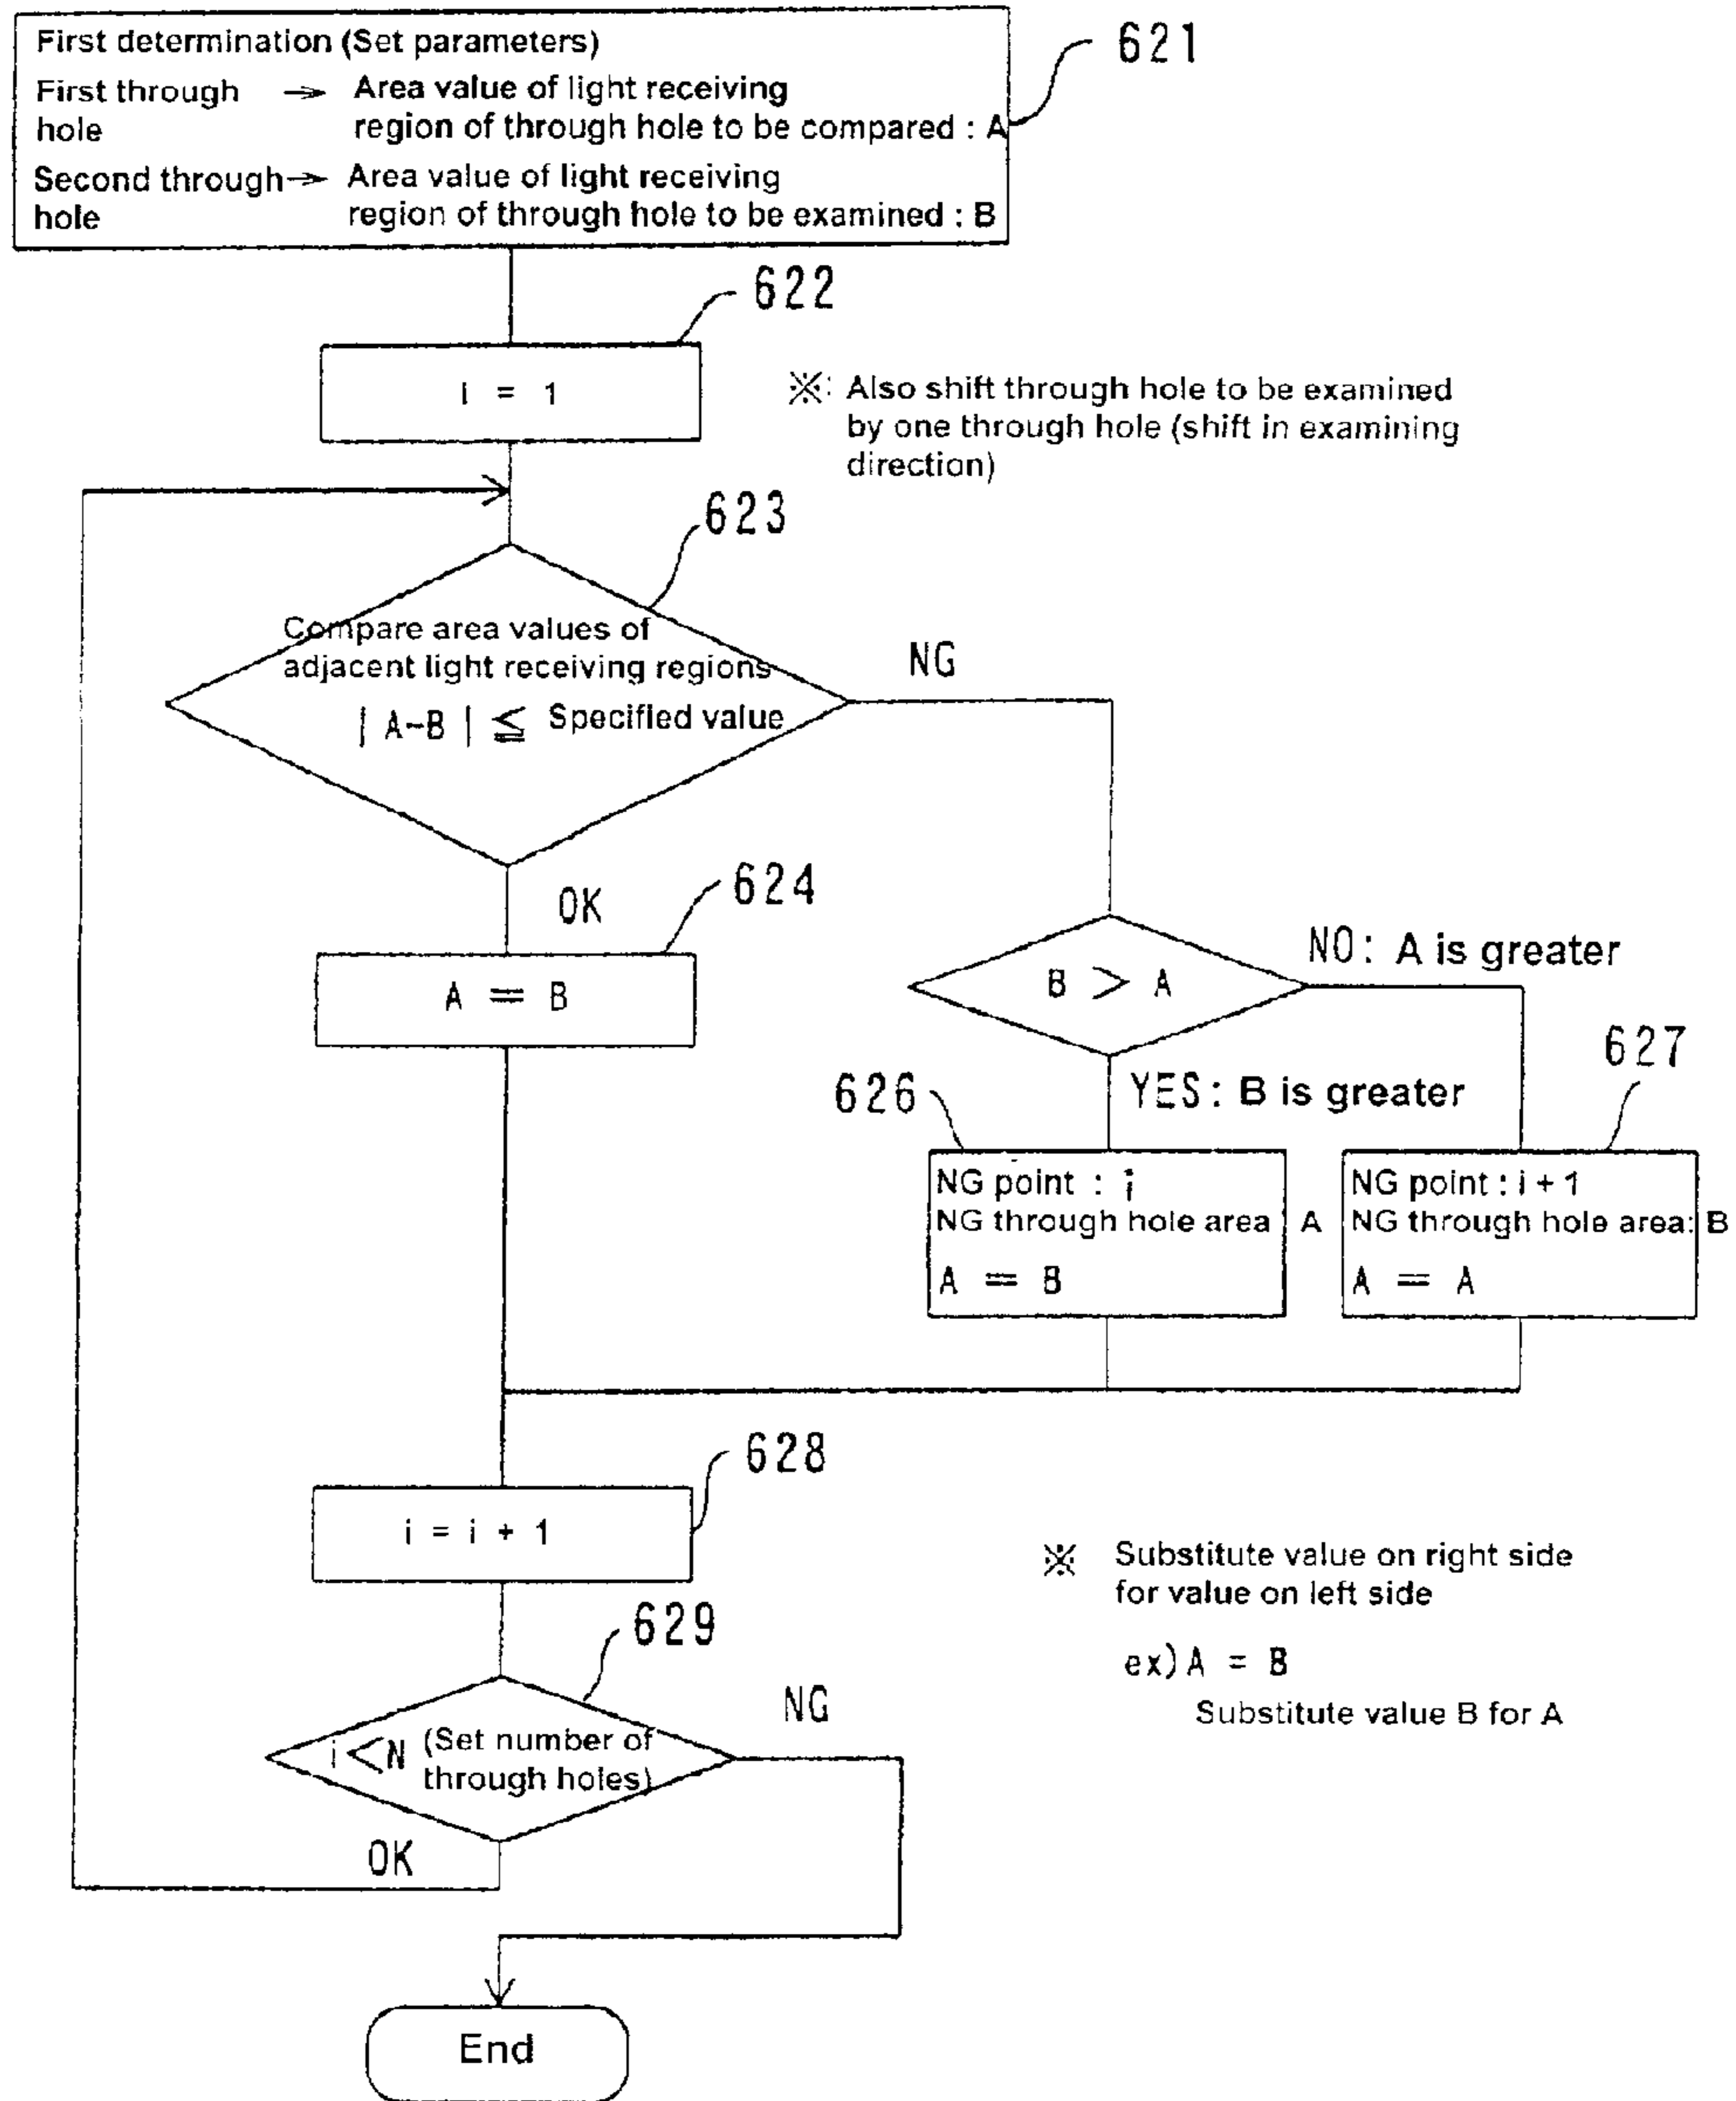 First determination (Set parameters)
First through → Area value of light receiving
hole region of through hole to be compared : A
Second through → Area value of light receiving
hole region of through hole to be examined : B
621
622
I = 1
※: Also shift through hole to be examined
by one through hole (shift in examining
direction)
623
Compare area values of
adjacent light receiving regions
| A-B | ≦ Specified value
NG
OK
624
A = B
B > A
NO: A is greater
YES: B is greater
626
627
NG point : i
NG through hole area A
A = B
NG point : i + 1
NG through hole area: B
A = A
628
i = i + 1
※ Substitute value on right side
for value on left side
ex) A = B
Substitute value B for A
629
i < N (Set number of
through holes)
NG
OK
End